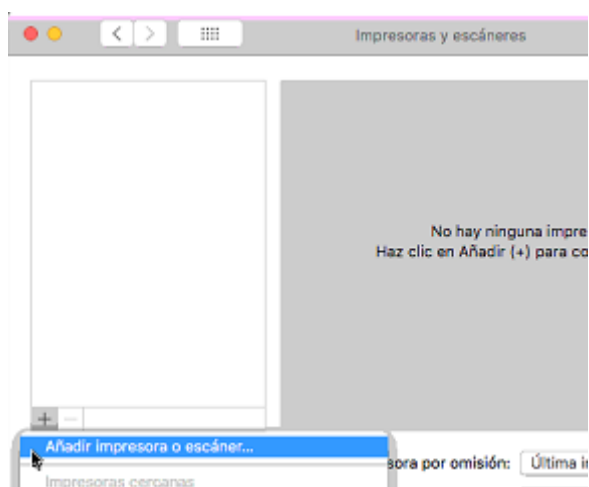 Impresoras y escáneres
No hay ninguna impre
Haz clic en Añadir (+) para co
+ −
Añadir impresora o escáner...
sora por omisión: Última i
Impresoras cercanas